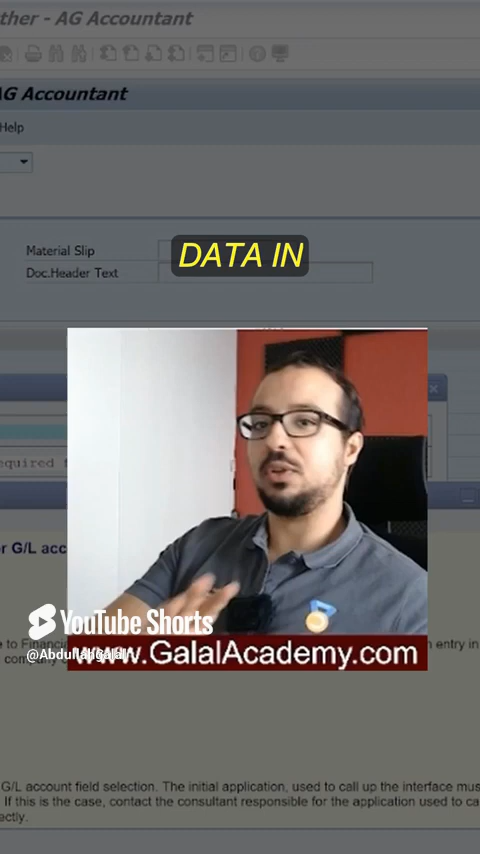 ther - AG Accountant
AG Accountant
Help
Material Slip
DATA IN
Doc.Header Text
equired f
r G/L acc
YouTube Shorts
e to Financi
n entry in
company
@Abdullahgalal
www.GalalAcademy.com
G/L account field selection. The initial application, used to call up the interface mus
If this is the case, contact the consultant responsible for the application used to ca
ectly.